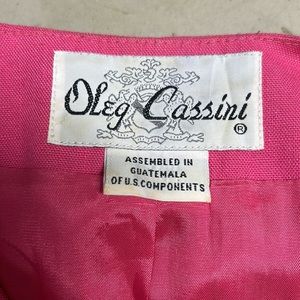 Oleg Cassini ®
ASSEMBLED IN
GUATEMALA
OF U.S. COMPONENTS